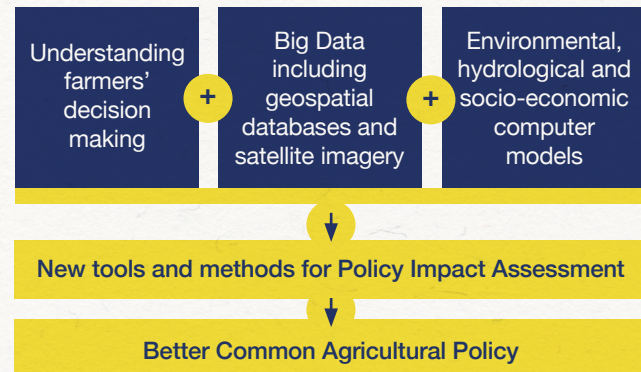 Understanding
farmers'
decision
making
+
Big Data
including
geospatial
databases and
satellite imagery
+
Environmental,
hydrological and
socio-economic
computer
models
New tools and methods for Policy Impact Assessment
Better Common Agricultural Policy